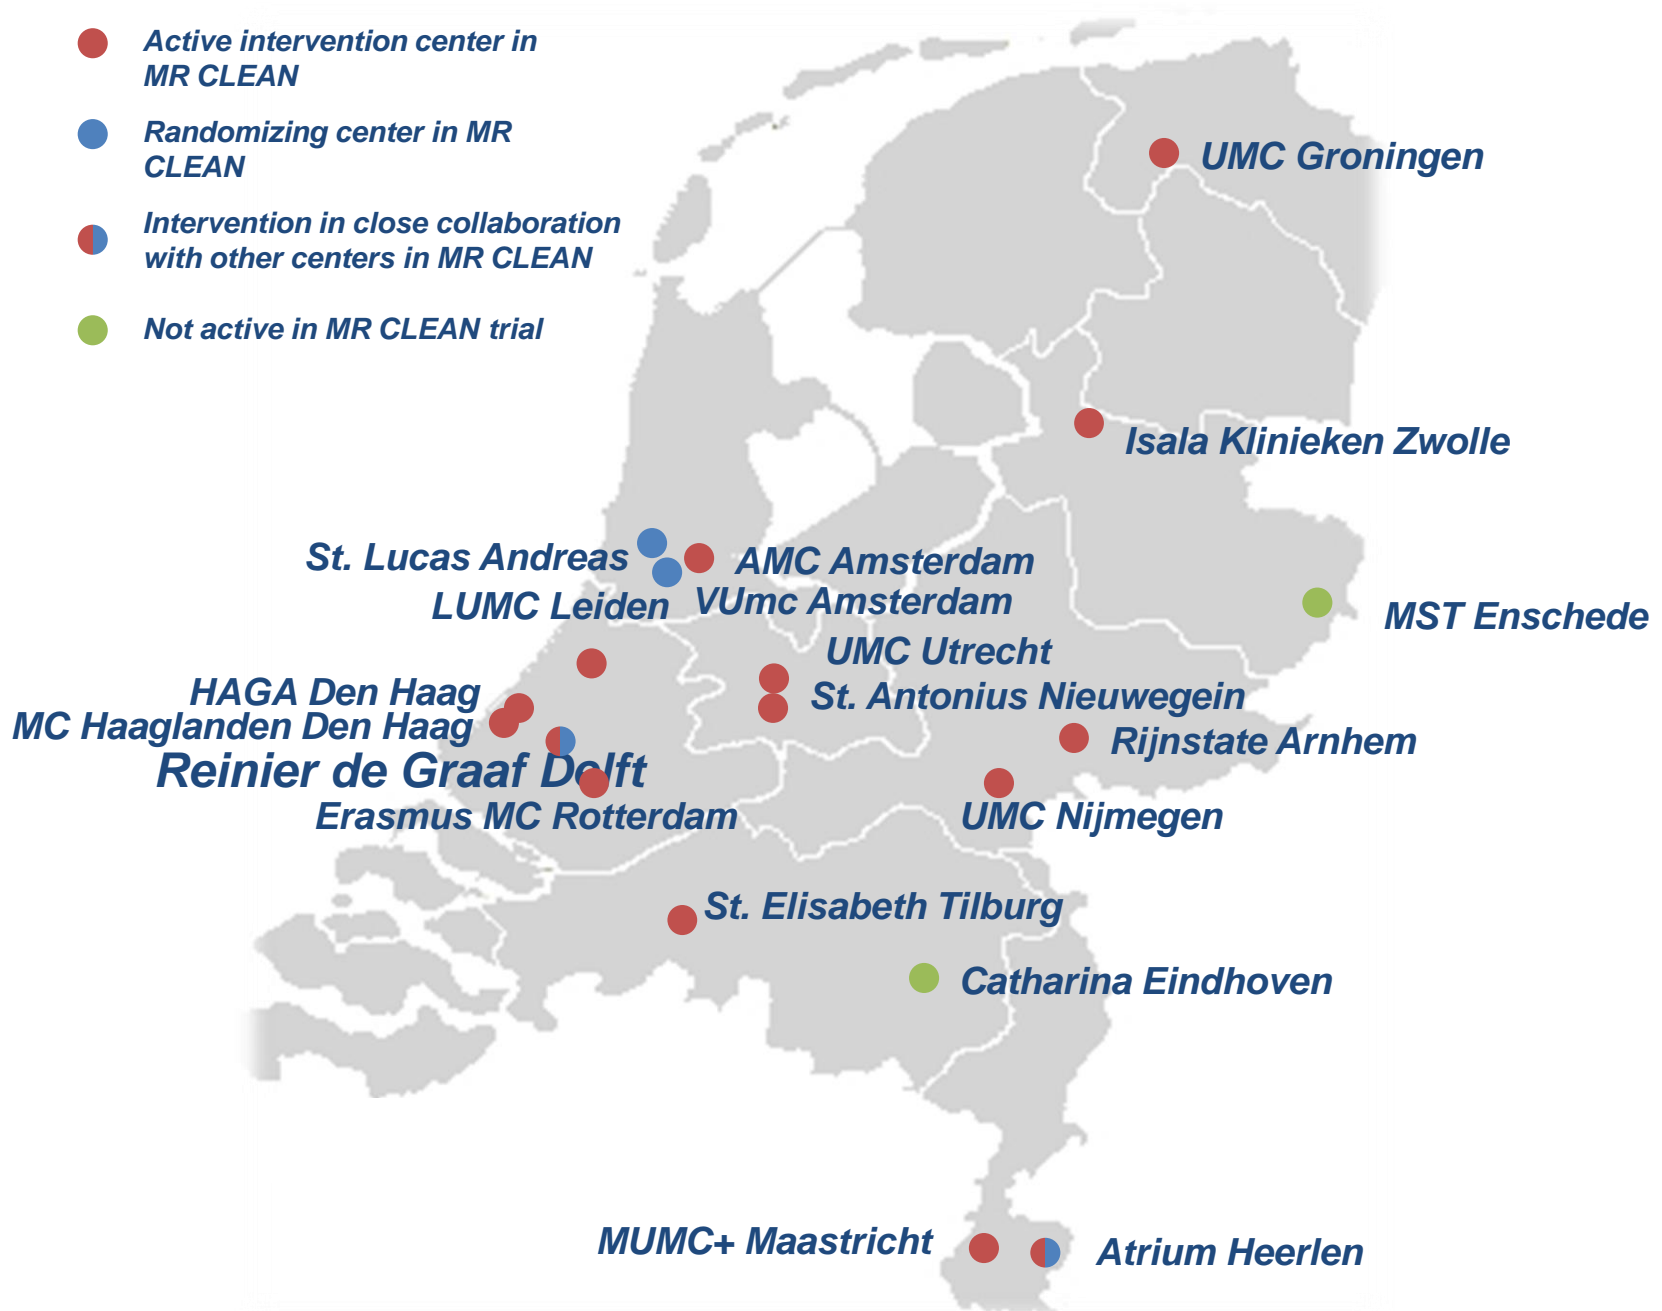 Active intervention center in
MR CLEAN
Randomizing center in MR
CLEAN
Intervention in close collaboration
with other centers in MR CLEAN
Not active in MR CLEAN trial
UMC Groningen
Isala Klinieken Zwolle
St. Lucas Andreas
AMC Amsterdam
LUMC Leiden
VUmc Amsterdam
MST Enschede
UMC Utrecht
HAGA Den Haag
St. Antonius Nieuwegein
MC Haaglanden Den Haag
Rijnstate Arnhem
Reinier de Graaf Delft
Erasmus MC Rotterdam
UMC Nijmegen
St. Elisabeth Tilburg
Catharina Eindhoven
MUMC+ Maastricht
Atrium Heerlen